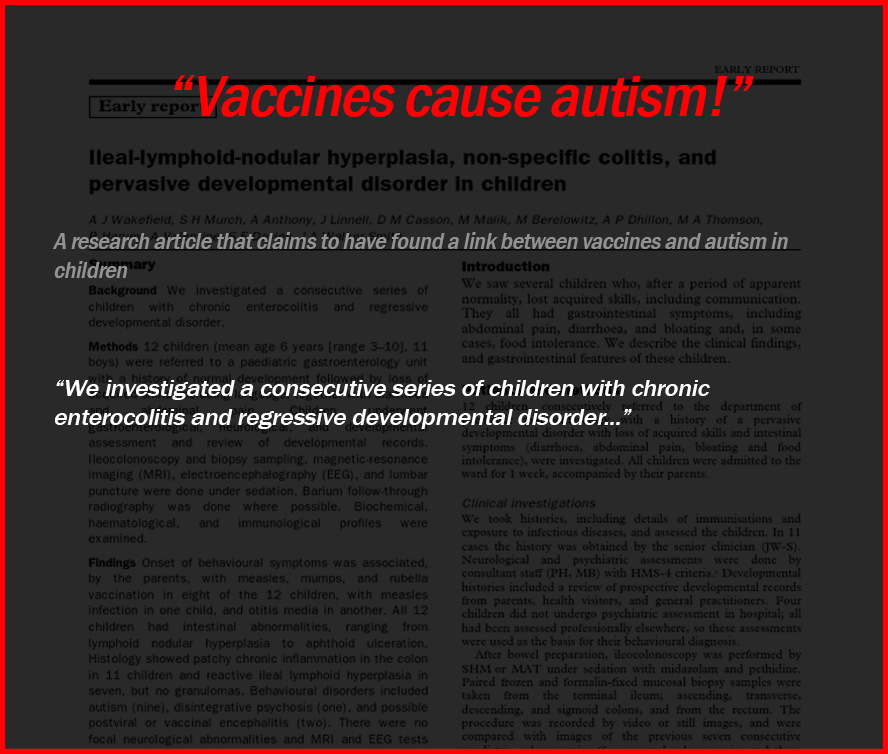 EARLY REPORT
“Vaccines cause autism!”
Early report
Ileal-lymphoid-nodular hyperplasia, non-specific colitis, and
pervasive developmental disorder in children
A J Wakefield, S H Murch, A Anthony, J Linnell, D M Casson, M Malik, M Berelowitz, A P Dhillon, M A Thomson,
A research article that claims to have found a link between vaccines and autism in
children
“We investigated a consecutive series of children with chronic
enterocolitis and regressive developmental disorder...”
Summary
Background We investigated a consecutive series of
children with chronic enterocolitis and regressive
developmental disorder.
Methods 12 children (mean age 6 years [range 3–10], 11
boys) were referred to a paediatric gastroenterology unit
with a history of normal development followed by loss of
gastroenterological, neurological, and developmental
assessment and review of developmental records.
Ileocolonoscopy and biopsy sampling, magnetic-resonance
imaging (MRI), electroencephalography (EEG), and lumbar
puncture were done under sedation. Barium follow-through
radiography was done where possible. Biochemical,
haematological, and immunological profiles were
examined.
Findings Onset of behavioural symptoms was associated,
by the parents, with measles, mumps, and rubella
vaccination in eight of the 12 children, with measles
infection in one child, and otitis media in another. All 12
children had intestinal abnormalities, ranging from
lymphoid nodular hyperplasia to aphthoid ulceration.
Histology showed patchy chronic inflammation in the colon
in 11 children and reactive ileal lymphoid hyperplasia in
seven, but no granulomas. Behavioural disorders included
autism (nine), disintegrative psychosis (one), and possible
postviral or vaccinal encephalitis (two). There were no
focal neurological abnormalities and MRI and EEG tests
Introduction
We saw several children who, after a period of apparent
normality, lost acquired skills, including communication.
They all had gastrointestinal symptoms, including
abdominal pain, diarrhoea, and bloating and, in some
cases, food intolerance. We describe the clinical findings,
and gastrointestinal features of these children.
12 children, consecutively referred to the department of
with a history of a pervasive
developmental disorder with loss of acquired skills and intestinal
symptoms (diarrhoea, abdominal pain, bloating and food
intolerance), were investigated. All children were admitted to the
ward for 1 week, accompanied by their parents.
Clinical investigations
We took histories, including details of immunisations and
exposure to infectious diseases, and assessed the children. In 11
cases the history was obtained by the senior clinician (JW-S).
Neurological and psychiatric assessments were done by
consultant staff (PH, MB) with HMS-4 criteria. Developmental
histories included a review of prospective developmental records
from parents, health visitors, and general practitioners. Four
children did not undergo psychiatric assessment in hospital; all
had been assessed professionally elsewhere, so these assessments
were used as the basis for their behavioural diagnosis.
After bowel preparation, ileocolonoscopy was performed by
SHM or MAT under sedation with midazolam and pethidine.
Paired frozen and formalin-fixed mucosal biopsy samples were
taken from the terminal ileum; ascending, transverse,
descending, and sigmoid colons, and from the rectum. The
procedure was recorded by video or still images, and were
compared with images of the previous seven consecutive